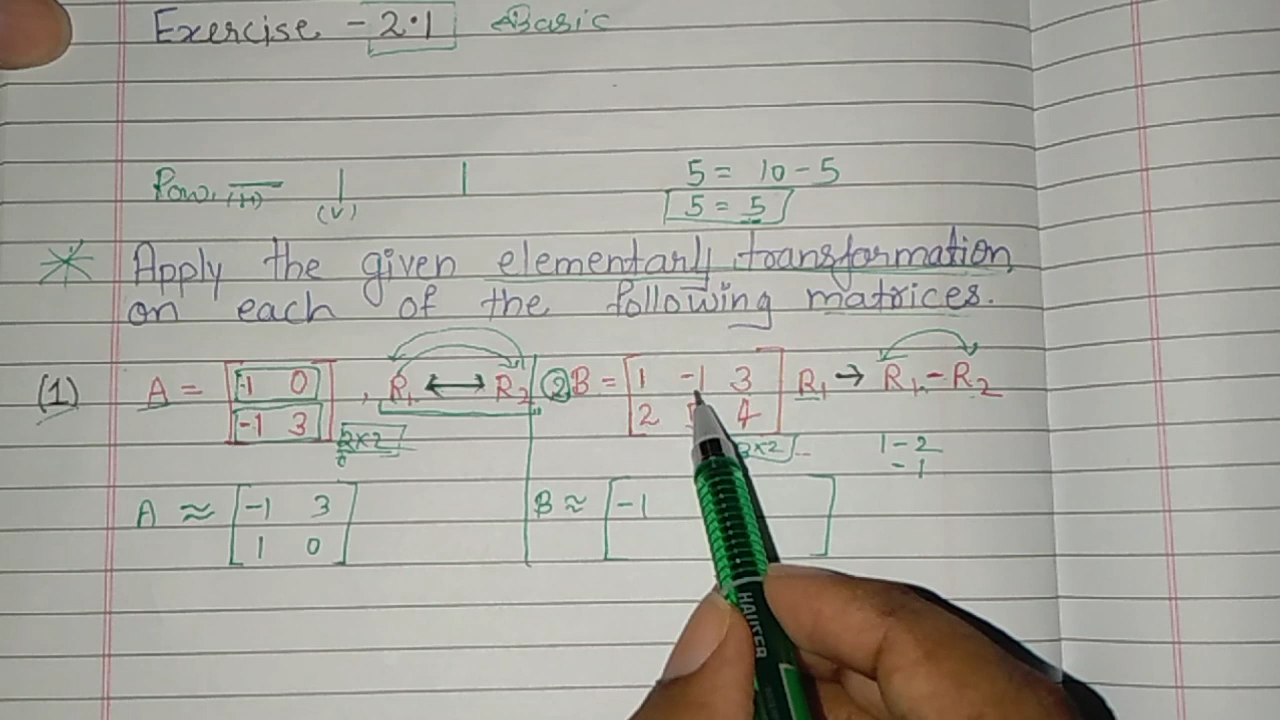 Exercise - 2.1 Basic
Row. (H) (V)
5 = 10 - 5
5 = 5
Apply the given elementary transformation
on each of the following matrices.
(1) A = [1 0 , R1 ↔ R2 ② B = [1 -1 3] R1 → R1 - R2
-1 3] 2 4
2×2 1 - 2
-1
A ≈ [-1 3 B ≈ [-1 ]
1 0]
HAUSER